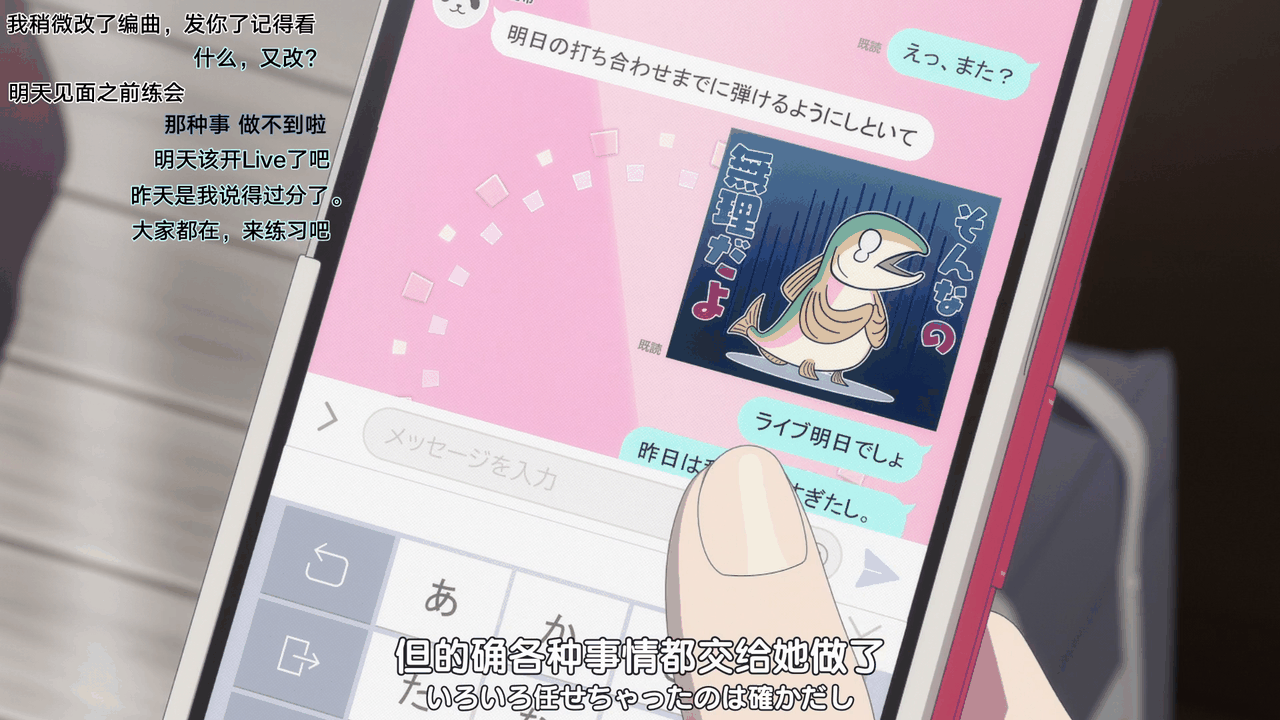 我稍微改了编曲，发你了记得看
什么，又改？
明天见面之前练会
那种事 做不到啦
明天该开Live了吧
昨天是我说得过分了。
大家都在，来练习吧
既読
えっ、また？
明日の打ち合わせまでに弾けるようにしといて
そんなの
無理だよ
既読
ライブ明日でしょ
昨日は
すぎたし。
メッセージを入力
あ
か
た
但的确各种事情都交给她做了
いろいろ任せちゃったのは確かだし